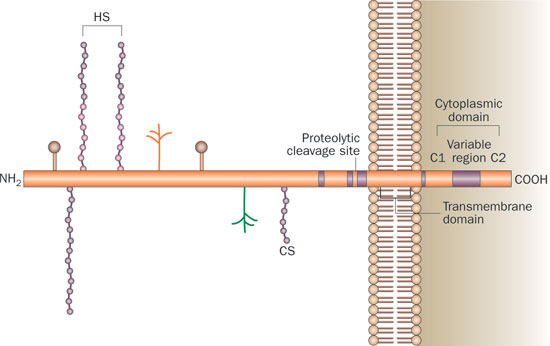 HS
Cytoplasmic
domain
Proteolytic
cleavage site
Variable
C1 region C2
NH2
COOH
Transmembrane
domain
CS